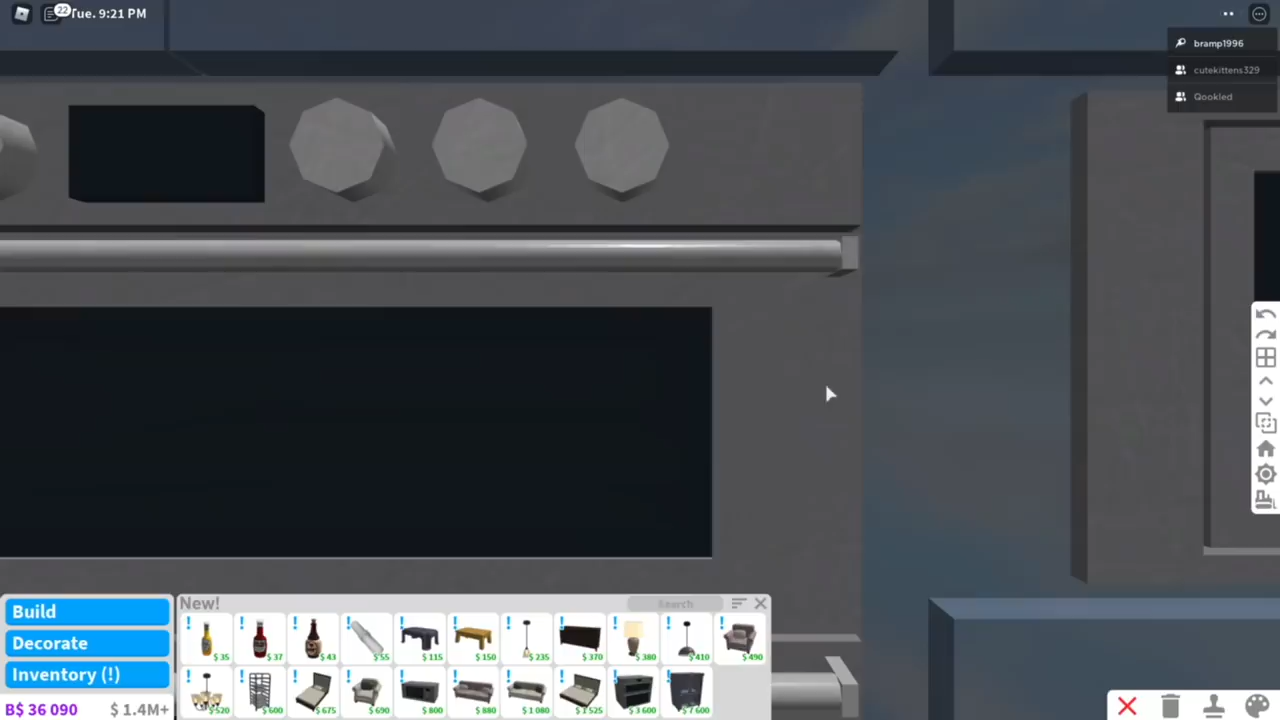 22
Tue. 9:21 PM
bramp1996
cutekittens329
Qookled
Build
Decorate
Inventory (!)
B$ 36 090 $ 1.4M+
New! Search
! ! ! ! ! ! ! ! ! ! !
$ 35 $ 37 $ 43 $ 55 $ 115 $ 150 $ 235 $ 370 $ 380 $ 410 $ 490
! ! ! ! ! ! ! ! ! !
$ 520 $ 600 $ 675 $ 690 $ 800 $ 880 $ 1 080 $ 1 525 $ 3 600 $ 7 600